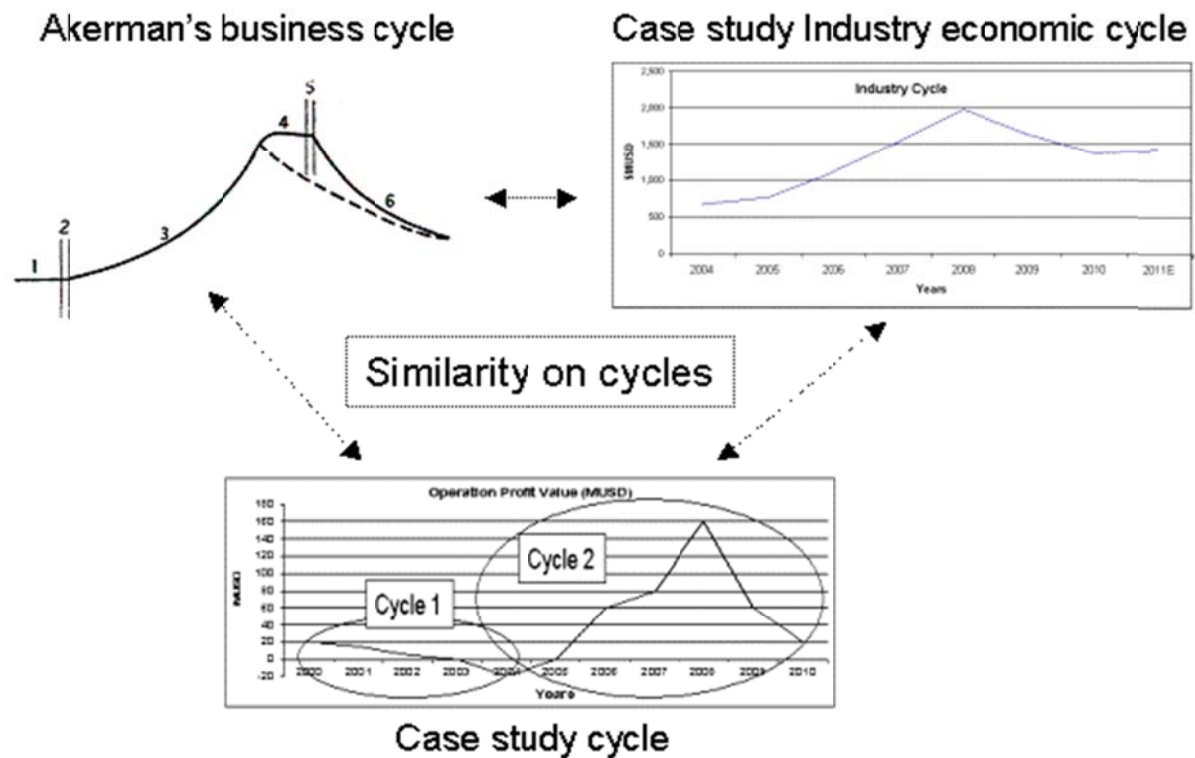 Akerman's business cycle
Case study Industry economic cycle
5
4
2
3
6
1
Industry Cycle
2,500
2,000
1,500
1,000
500
0
$MUSD
2004 2005 2006 2007 2008 2009 2010 2011E
Years
Similarity on cycles
Operation Profit Value (MUSD)
180
160
140
120
100
80
60
40
20
0
-20
MUSD
Cycle 1
Cycle 2
2000 2001 2002 2003 2004 2005 2006 2007 2008 2009 2010
Years
Case study cycle